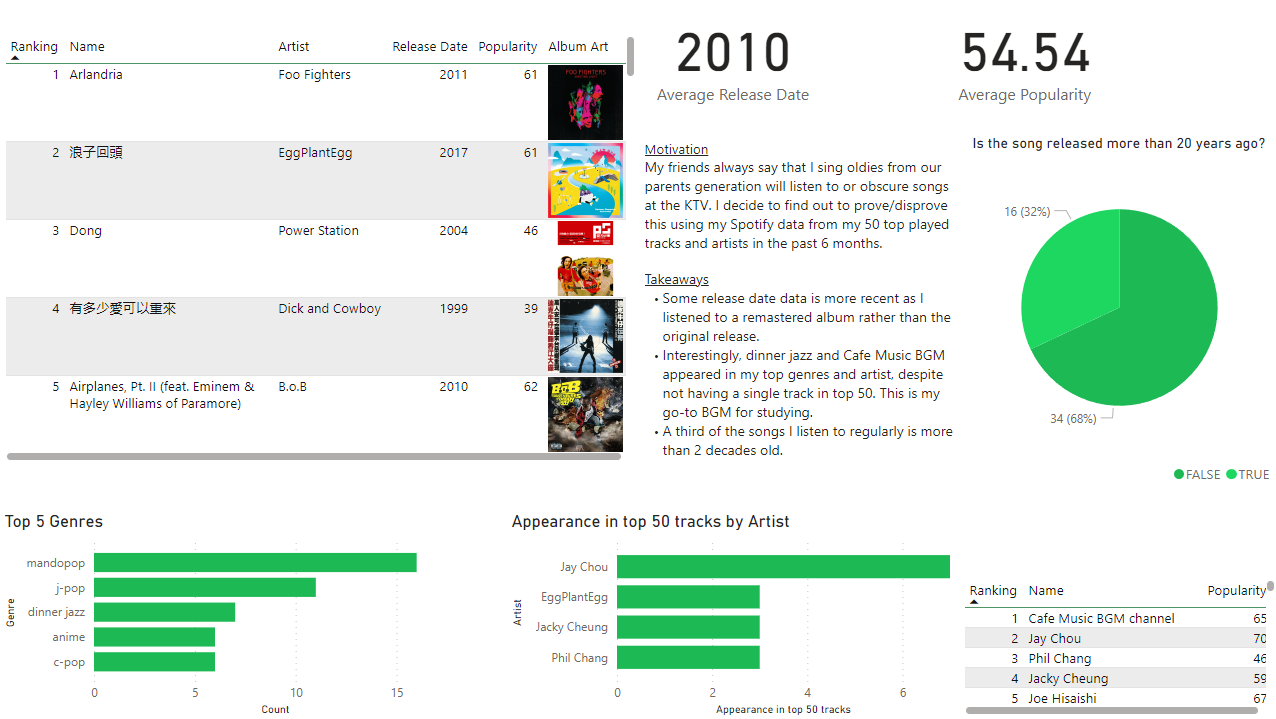 Ranking Name Artist Release Date Popularity Album Art
1 Arlandria Foo Fighters 2011 61
FOO FIGHTERS
2 浪子回頭 EggPlantEgg 2017 61
3 Dong Power Station 2004 46
4 有多少愛可以重來 Dick and Cowboy 1999 39
5 Airplanes, Pt. II (feat. Eminem & B.o.B 2010 62
Hayley Williams of Paramore)
B.o.B
2010
Average Release Date
54.54
Average Popularity
Motivation
My friends always say that I sing oldies from our
parents generation will listen to or obscure songs
at the KTV. I decide to find out to prove/disprove
this using my Spotify data from my 50 top played
tracks and artists in the past 6 months.
Takeaways
• Some release date data is more recent as I
listened to a remastered album rather than the
original release.
• Interestingly, dinner jazz and Cafe Music BGM
appeared in my top genres and artist, despite
not having a single track in top 50. This is my
go-to BGM for studying.
• A third of the songs I listen to regularly is more
than 2 decades old.
Is the song released more than 20 years ago?
16 (32%)
34 (68%)
FALSE TRUE
Top 5 Genres
Genre
mandopop
j-pop
dinner jazz
anime
c-pop
0 5 10 15
Count
Appearance in top 50 tracks by Artist
Artist
Jay Chou
EggPlantEgg
Jacky Cheung
Phil Chang
0 2 4 6
Appearance in top 50 tracks
Ranking Name Popularity
1 Cafe Music BGM channel 65
2 Jay Chou 70
3 Phil Chang 46
4 Jacky Cheung 59
5 Joe Hisaishi 67